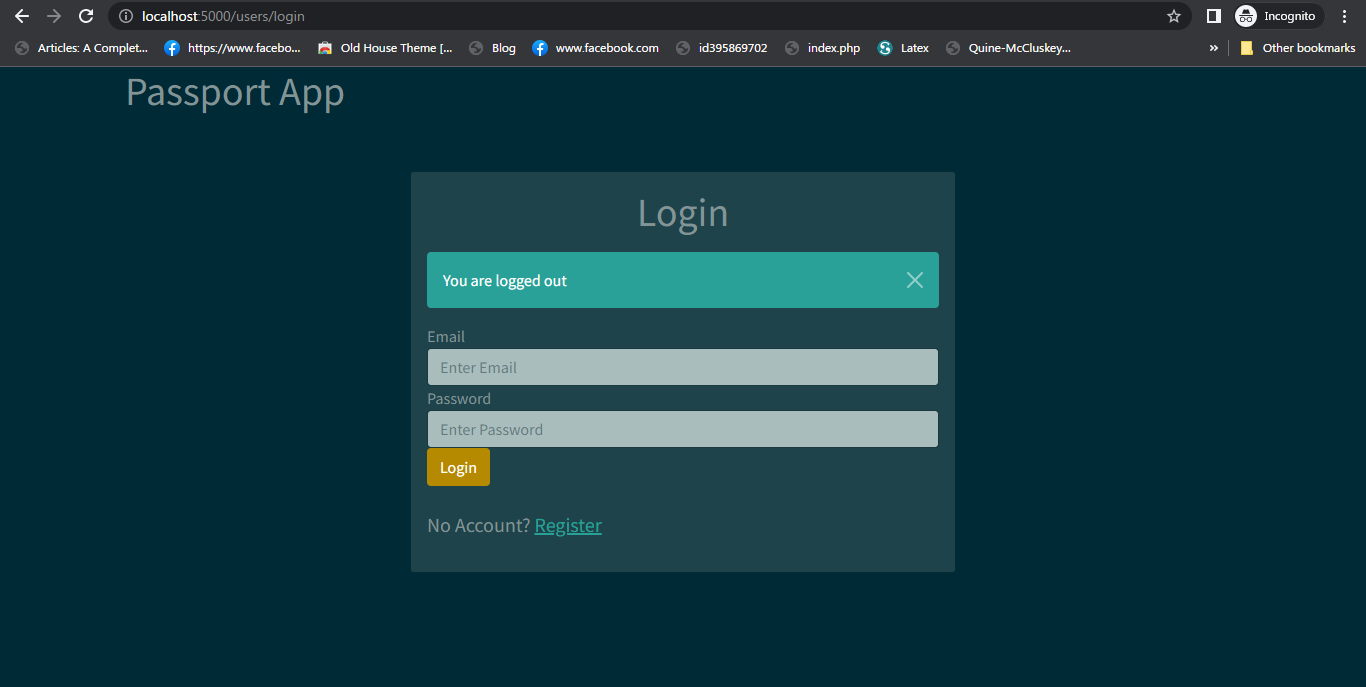 localhost:5000/users/login
Incognito
Articles: A Complet...
https://www.facebo...
Old House Theme [...
Blog
www.facebook.com
id395869702
index.php
Latex
Quine-McCluskey...
»
Other bookmarks
Passport App
Login
You are logged out
Email
Enter Email
Password
Enter Password
Login
No Account? Register